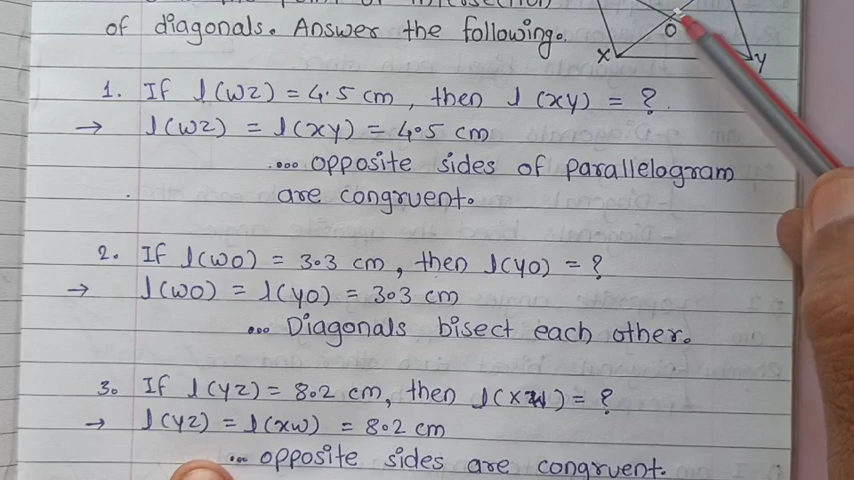 of diagonals. Answer the following.
O
X
Y
1. If l(WZ) = 4.5 cm, then l(XY) = ?
→ l(WZ) = l(XY) = 4.5 cm
... opposite sides of parallelogram
are congruent.
2. If l(WO) = 3.3 cm, then l(YO) = ?
→ l(WO) = l(YO) = 3.3 cm
... Diagonals bisect each other.
3. If l(YZ) = 8.2 cm, then l(XW) = ?
→ l(YZ) = l(XW) = 8.2 cm
... opposite sides are congruent.